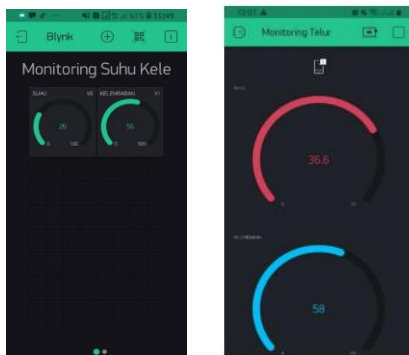 Blynk
Monitoring Suhu Kele
SUHU V0
KELEMBABAN V1
26
56
0 100
0 100
Monitoring Telur
36.6
58